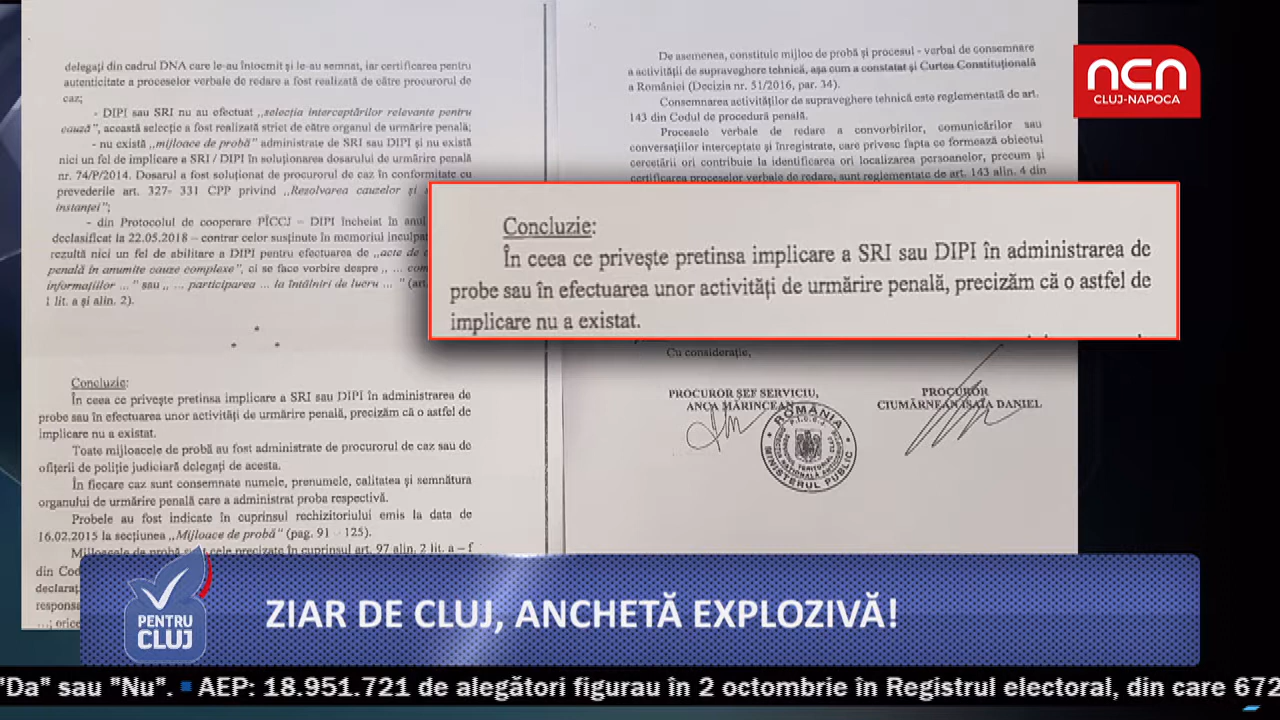 delegați din cadrul DNA care le-au întocmit și le-au semnat, iar certificarea pentru
autenticitate a proceselor verbale de redare a fost realizată de către procurorul de
caz;
- DIPI sau SRI nu au efectuat „selecția interceptărilor relevante pentru
cauză", această selecție a fost realizată strict de către organul de urmărire penală;
- nu există „mijloace de probă" administrate de SRI sau DIPI și nu există
nici un fel de implicare a SRI / DIPI în soluționarea dosarului de urmărire penală
nr. 74/P/2014. Dosarul a fost soluționat de procurorul de caz în conformitate cu
prevederile art. 327- 331 CPP privind „Rezolvarea cauzelor și
instanței";
- din Protocolul de cooperare PÎCCJ – DIPI încheiat în anul
declasificat la 22.05.2018 – contrar celor susținute în memoriul
rezultă nici un fel de abilitare a DIPI pentru efectuarea de „acte de
penală în anumite cauze complexe", ci se face vorbire despre „ ...
informațiilor ..." sau „ ... participarea ... la întâlniri de lucru ..."
1 lit. a și alin. 2).
* * *
Concluzie:
În ceea ce privește pretinsa implicare a SRI sau DIPI în administrarea de
probe sau în efectuarea unor activități de urmărire penală, precizăm că o astfel de
implicare nu a existat.
Toate mijloacele de probă au fost administrate de procurorul de caz sau de
ofițerii de poliție judiciară delegați de acesta.
În fiecare caz sunt consemnate numele, prenumele, calitatea și semnătura
organului de urmărire penală care a administrat proba respectivă.
Probele au fost indicate în cuprinsul rechizitoriului emis la data de
16.02.2015 la secțiunea „Mijloace de probă" (pag. 91 – 125).
Mijloacele de probă sunt cele precizate în cuprinsul art. 97 alin. 2 lit. a – f
din
De asemenea, constituie mijloc de probă și procesul - verbal de consemnare
a activității de supraveghere tehnică, așa cum a constatat și Curtea Constituțională
a României (Decizia nr. 51/2016, par. 34).
Consemnarea activităților de supraveghere tehnică este reglementată de art.
143 din Codul de procedură penală.
Procesele verbale de redare a convorbirilor, comunicărilor sau
conversațiilor interceptate și înregistrate, care privesc fapta ce formează obiectul
cercetării ori contribuie la identificarea ori localizarea persoanelor, precum și
certificarea proceselor verbale de redare, sunt reglementate de art. 143 alin. 4 din
Concluzie:
În ceea ce privește pretinsa implicare a SRI sau DIPI în administrarea de
probe sau în efectuarea unor activități de urmărire penală, precizăm că o astfel de
implicare nu a existat.
Cu considerație,
PROCUROR ȘEF SERVICIU,
ANCA MĂRINCEAN
PROCUROR
CIUMĂRNEAN ISAIA DANIEL
ROMÂNIA
MINISTERUL PUBLIC
ncn
CLUJ-NAPOCA
PENTRU
CLUJ
ZIAR DE CLUJ, ANCHETĂ EXPLOZIVĂ!
"Da" sau "Nu". AEP: 18.951.721 de alegători figurau în 2 octombrie în Registrul electoral, din care 672